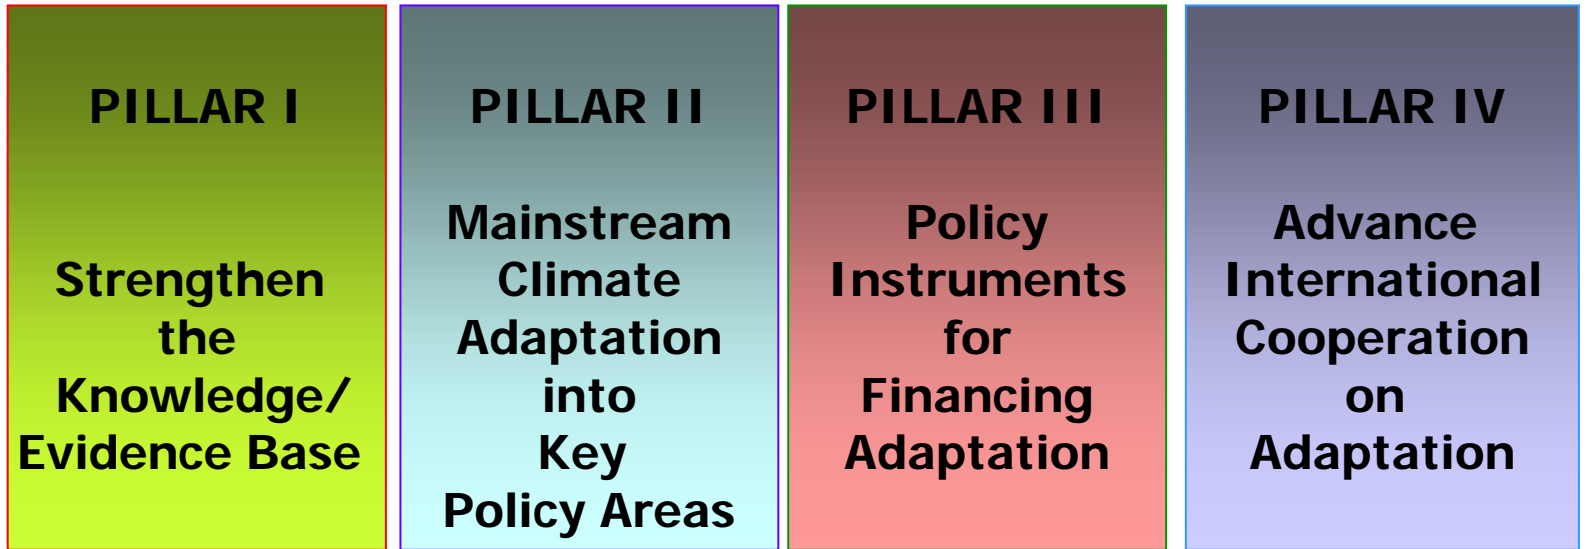 PILLAR I
Strengthen
the
Knowledge/
Evidence Base
PILLAR II
Mainstream
Climate
Adaptation
into
Key
Policy Areas
PILLAR III
Policy
Instruments
for
Financing
Adaptation
PILLAR IV
Advance
International
Cooperation
on
Adaptation